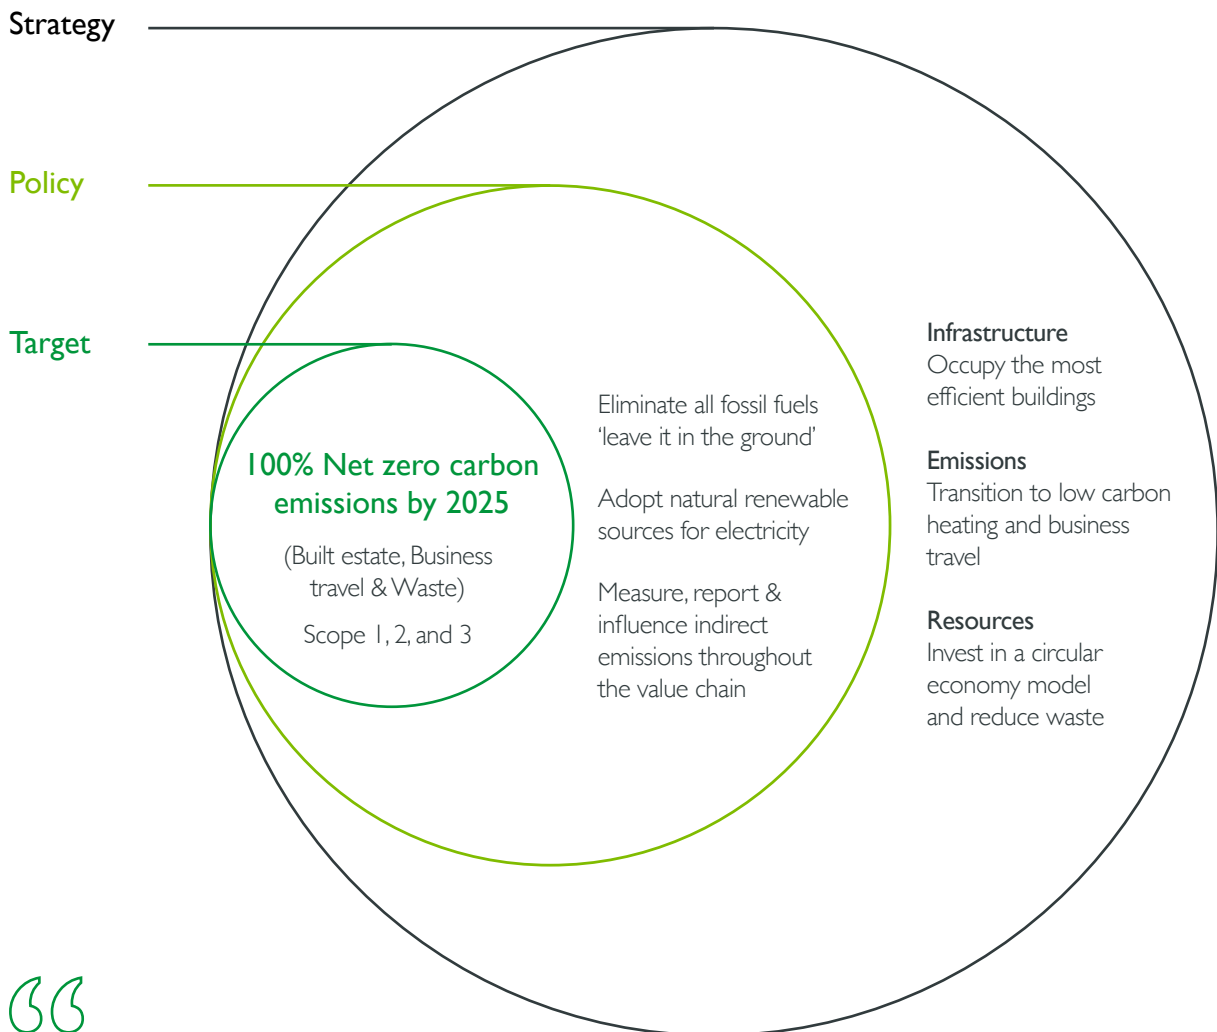 Strategy
Policy
Target
100% Net zero carbon
emissions by 2025
(Built estate, Business
travel & Waste)
Scope 1, 2, and 3
Eliminate all fossil fuels
‘leave it in the ground’
Adopt natural renewable
sources for electricity
Measure, report &
influence indirect
emissions throughout
the value chain
Infrastructure
Occupy the most
efficient buildings
Emissions
Transition to low carbon
heating and business
travel
Resources
Invest in a circular
economy model
and reduce waste
“